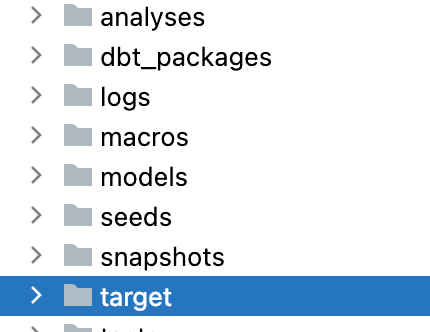 analyses
dbt_packages
logs
macros
models
seeds
snapshots
target